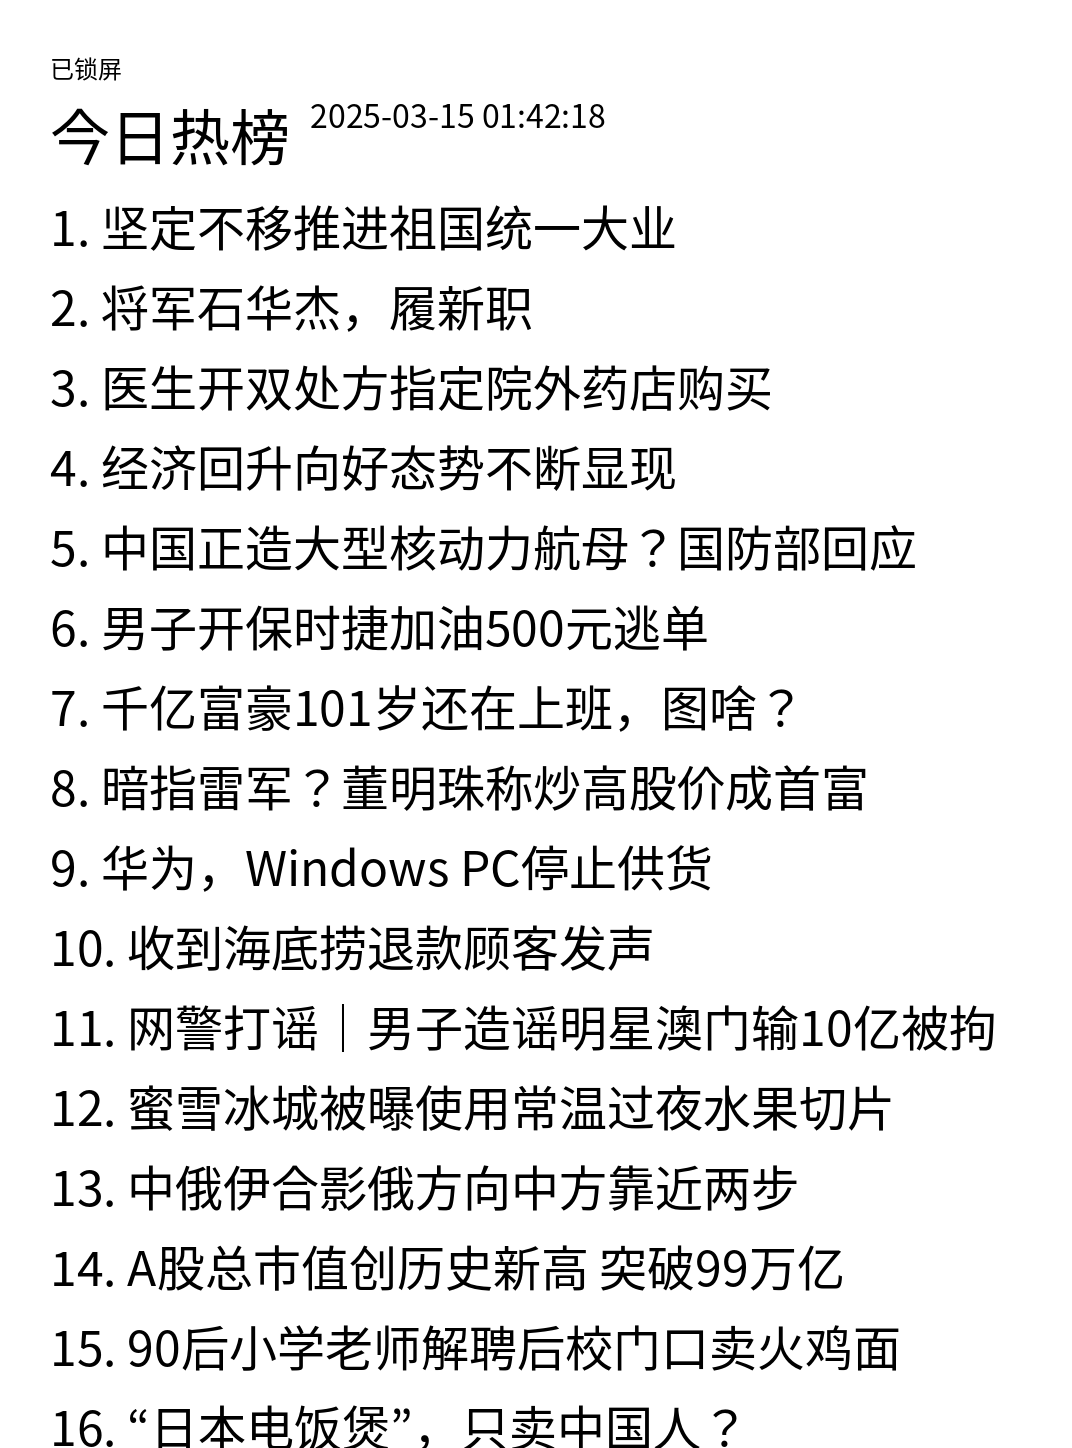 已锁屏
今日热榜 2025-03-15 01:42:18
1. 坚定不移推进祖国统一大业
2. 将军石华杰，履新职
3. 医生开双处方指定院外药店购买
4. 经济回升向好态势不断显现
5. 中国正造大型核动力航母？国防部回应
6. 男子开保时捷加油500元逃单
7. 千亿富豪101岁还在上班，图啥？
8. 暗指雷军？董明珠称炒高股价成首富
9. 华为，Windows PC停止供货
10. 收到海底捞退款顾客发声
11. 网警打谣｜男子造谣明星澳门输10亿被拘
12. 蜜雪冰城被曝使用常温过夜水果切片
13. 中俄伊合影俄方向中方靠近两步
14. A股总市值创历史新高 突破99万亿
15. 90后小学老师解聘后校门口卖火鸡面
16. “日本电饭煲”，只卖中国人？